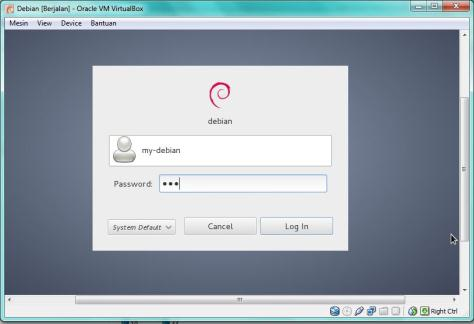 Debian [Berjalan] - Oracle VM VirtualBox
Mesin View Device Bantuan
debian
my-debian
Password: •••
System Default Cancel Log In
Right Ctrl